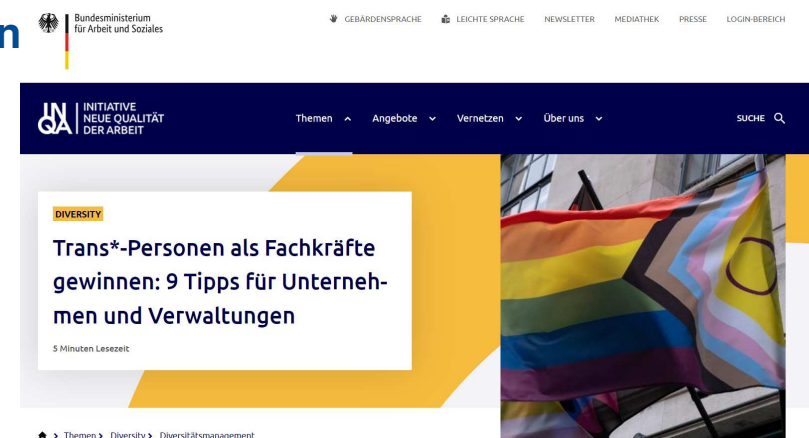 n
Bundesministerium
für Arbeit und Soziales
GEBÄRDENSPRACHE LEICHTE SPRACHE NEWSLETTER MEDIATHEK PRESSE LOGIN-BEREICH
INQA INITIATIVE
NEUE QUALITÄT
DER ARBEIT
Themen Angebote Vernetzen Über uns SUCHE
DIVERSITY
Trans*-Personen als Fachkräfte
gewinnen: 9 Tipps für Unterneh-
men und Verwaltungen
5 Minuten Lesezeit
> Themen > Diversity > Diversitätsmanagement